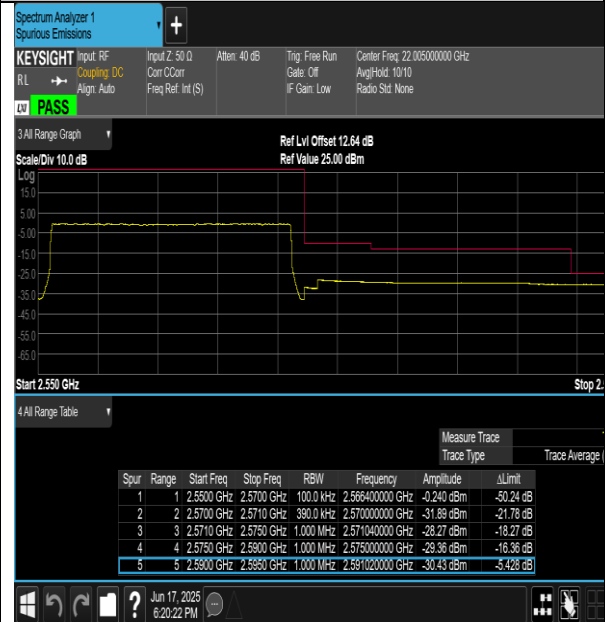 Spectrum Analyzer 1
Spurious Emissions
KEYSIGHT Input: RF Input Z: 50 Ω Atten: 40 dB Trig: Free Run Center Freq: 22.005000000 GHz
RL Coupling: DC Corr CCorr Gate: Off Avg|Hold: 10/10
Align: Auto Freq Ref: Int (S) IF Gain: Low Radio Std: None
LXI PASS
3 All Range Graph
Ref Lvl Offset 12.64 dB
Scale/Div 10.0 dB Ref Value 25.00 dBm
Log
15.0
5.00
-5.00
-15.0
-25.0
-35.0
-45.0
-55.0
-65.0
Start 2.550 GHz Stop 2.
4 All Range Table
Measure Trace
Trace Type Trace Average (
Spur Range Start Freq Stop Freq RBW Frequency Amplitude ΔLimit
1 1 2.5500 GHz 2.5700 GHz 100.0 kHz 2.566400000 GHz -0.240 dBm -50.24 dB
2 2 2.5700 GHz 2.5710 GHz 390.0 kHz 2.570000000 GHz -31.89 dBm -21.78 dB
3 3 2.5710 GHz 2.5750 GHz 1.000 MHz 2.571040000 GHz -28.27 dBm -18.27 dB
4 4 2.5750 GHz 2.5900 GHz 1.000 MHz 2.575000000 GHz -29.36 dBm -16.36 dB
5 5 2.5900 GHz 2.5950 GHz 1.000 MHz 2.591020000 GHz -30.43 dBm -5.428 dB
Jun 17, 2025
6:20:22 PM